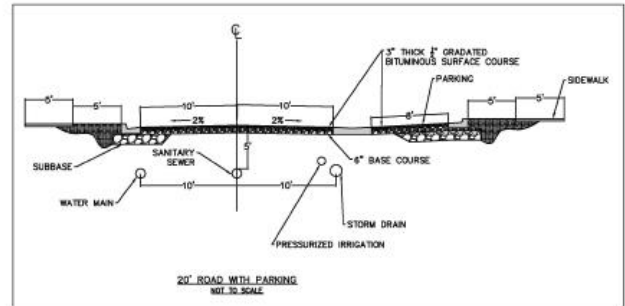 ℄
3" THICK ½" GRADATED
BITUMINOUS SURFACE COURSE
PARKING
SIDEWALK
5'
5'
10'
10'
8'
5'
5'
2%
2%
SUBBASE
SANITARY
SEWER
5'
6" BASE COURSE
10'
10'
WATER MAIN
STORM DRAIN
PRESSURIZED IRRIGATION
20' ROAD WITH PARKING
NOT TO SCALE